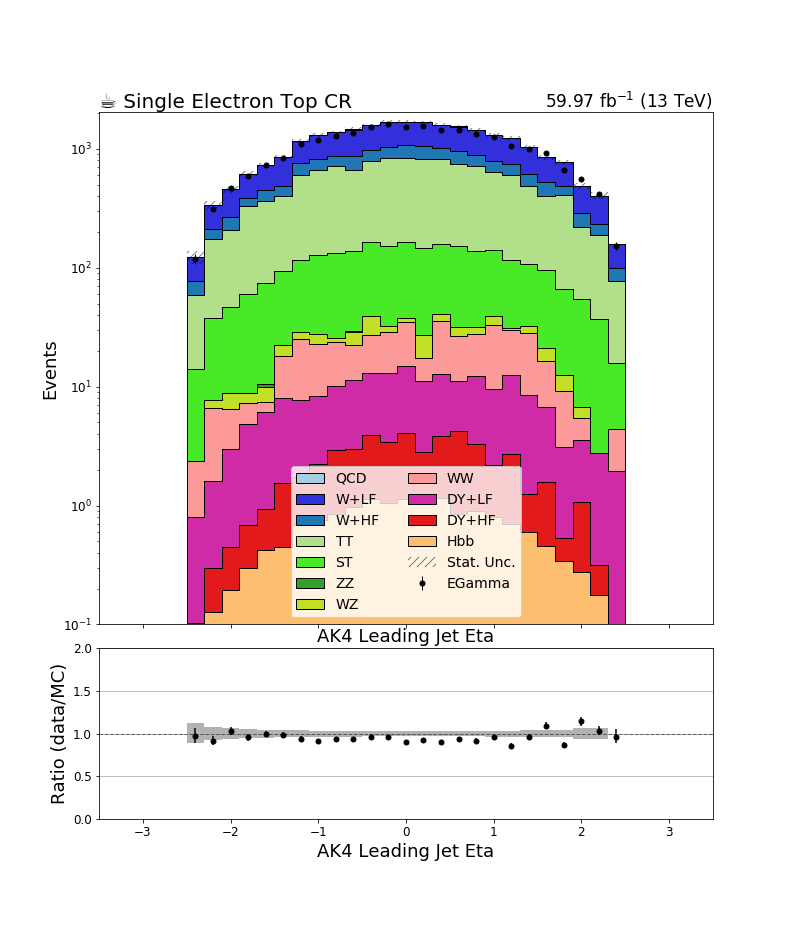 ☕ Single Electron Top CR 59.97 fb⁻¹ (13 TeV)
10³
10²
10¹
10⁰
10⁻¹
Events
QCD WW
W+LF DY+LF
W+HF DY+HF
TT Hbb
ST Stat. Unc.
ZZ EGamma
WZ
AK4 Leading Jet Eta
2.0
1.5
1.0
0.5
0.0
Ratio (data/MC)
−3 −2 −1 0 1 2 3
AK4 Leading Jet Eta